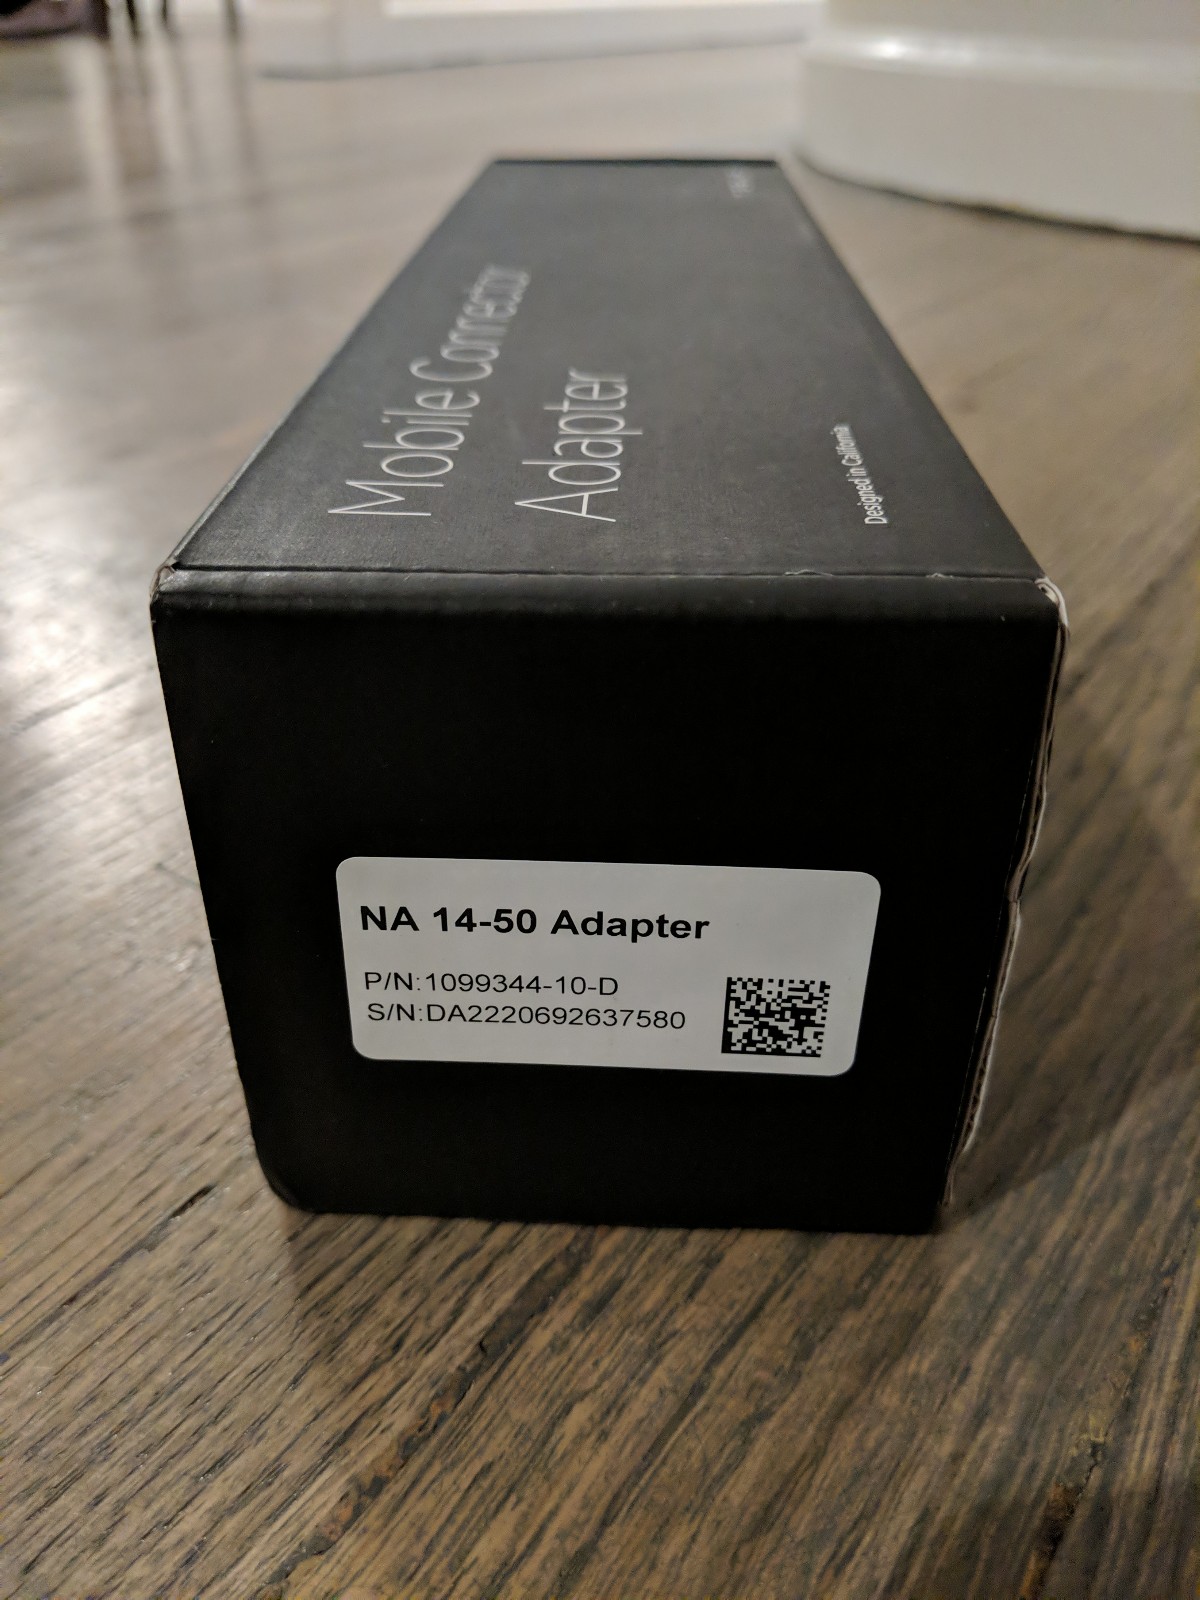 Mobile Connector
Adapter
Designed in California
NA 14-50 Adapter
P/N:1099344-10-D
S/N:DA2220692637580